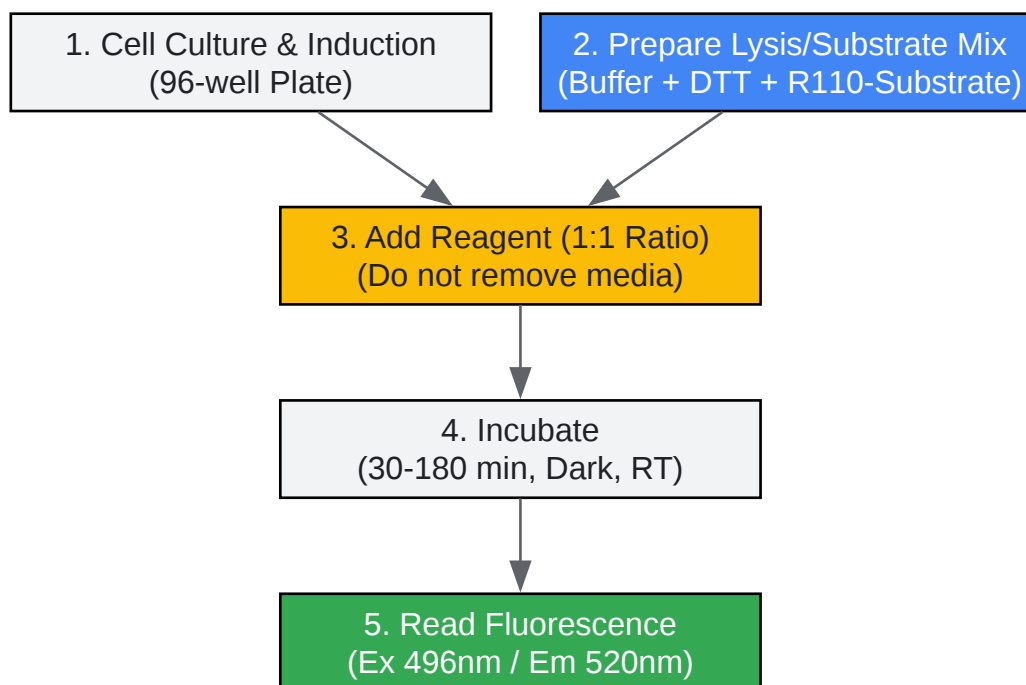 1. Cell Culture & Induction
(96-well Plate)
2. Prepare Lysis/Substrate Mix
(Buffer + DTT + R110-Substrate)
3. Add Reagent (1:1 Ratio)
(Do not remove media)
4. Incubate
(30-180 min, Dark, RT)
5. Read Fluorescence
(Ex 496nm / Em 520nm)